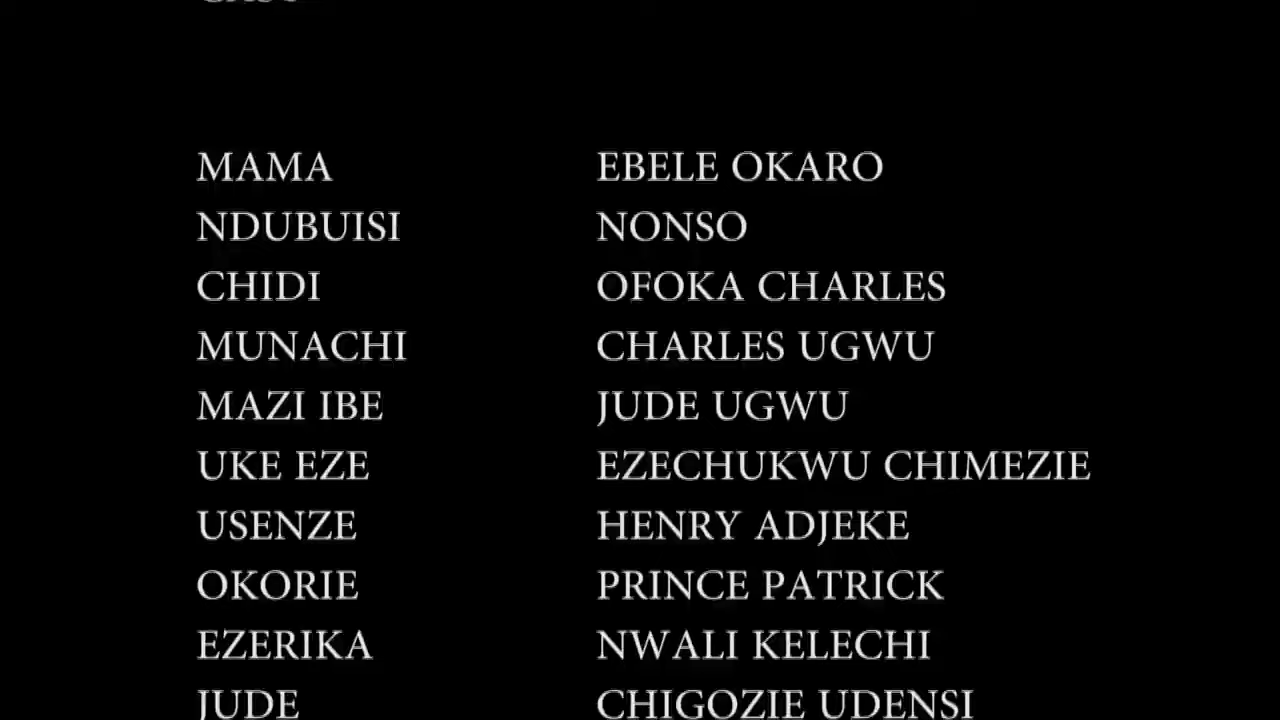 MAMA EBELE OKARO
NDUBUISI NONSO
CHIDI OFOKA CHARLES
MUNACHI CHARLES UGWU
MAZI IBE JUDE UGWU
UKE EZE EZECHUKWU CHIMEZIE
USENZE HENRY ADJEKE
OKORIE PRINCE PATRICK
EZERIKA NWALI KELECHI
JUDE CHIGOZIE UDENSI